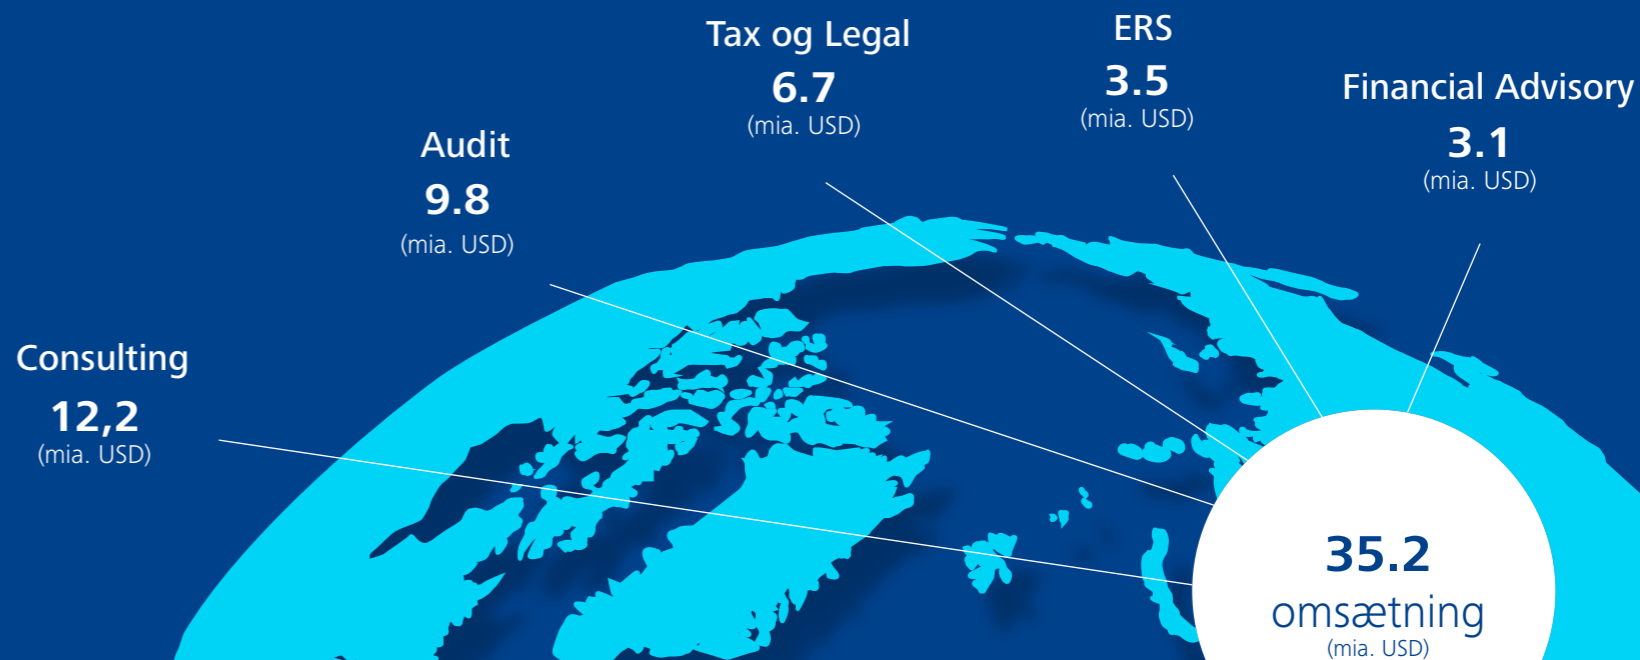 Tax og Legal
6.7
(mia. USD)
ERS
3.5
(mia. USD)
Financial Advisory
3.1
(mia. USD)
Audit
9.8
(mia. USD)
Consulting
12,2
(mia. USD)
35.2
omsætning
(mia. USD)